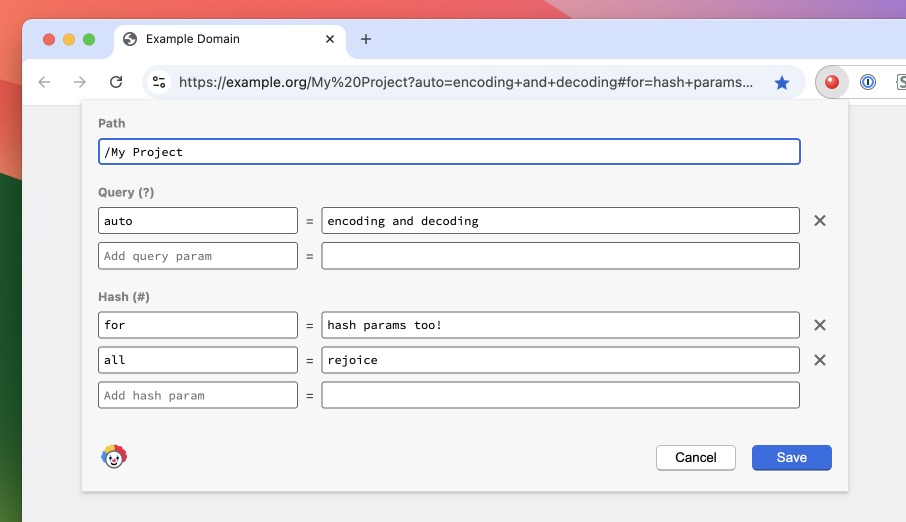 Example Domain
https://example.org/My%20Project?auto=encoding+and+decoding#for=hash+params...
Path
/My Project
Query (?)
auto = encoding and decoding
Add query param =
Hash (#)
for = hash params too!
all = rejoice
Add hash param =
Cancel Save